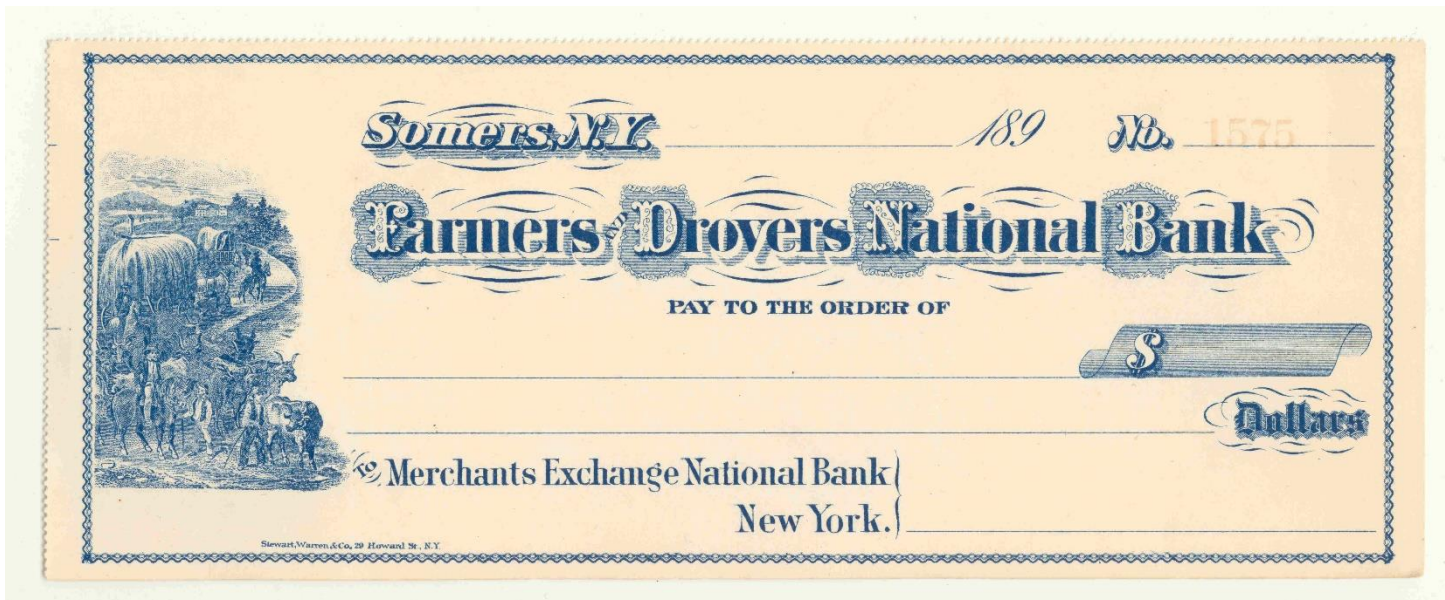 Somers, N.Y. 189 No. 1575
Farmers AND Drovers National Bank
PAY TO THE ORDER OF
$
Dollars
TO Merchants Exchange National Bank
New York.
Stewart, Warren & Co, 29 Howard St., N.Y.